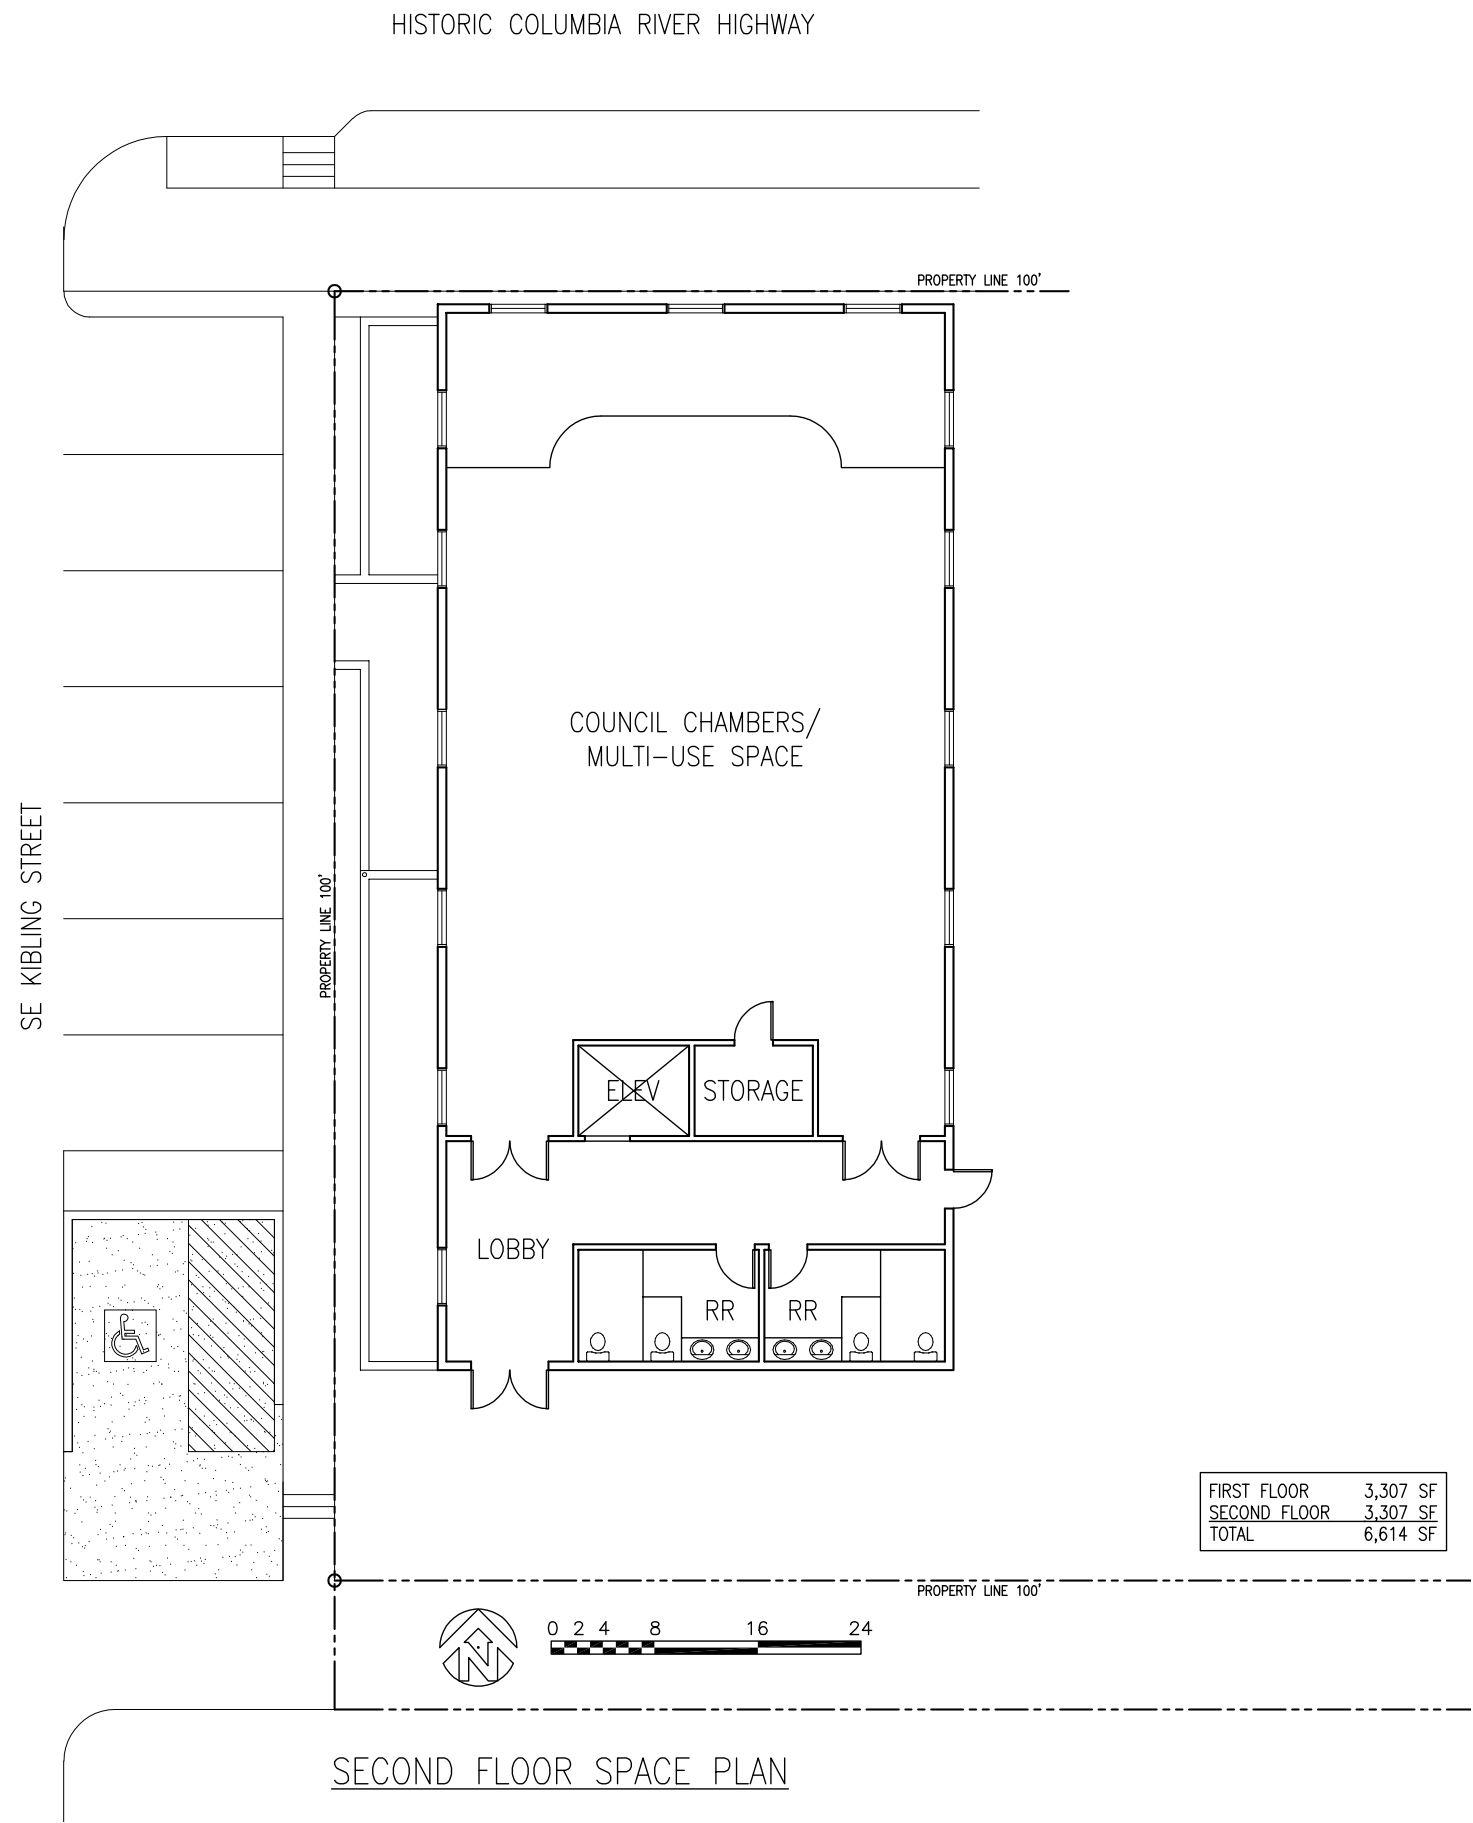 HISTORIC COLUMBIA RIVER HIGHWAY
PROPERTY LINE 100'
COUNCIL CHAMBERS/
MULTI-USE SPACE
SE KIBLING STREET
PROPERTY LINE 100'
ELEV
STORAGE
LOBBY
RR
RR
FIRST FLOOR 3,307 SF
SECOND FLOOR 3,307 SF
TOTAL 6,614 SF
PROPERTY LINE 100'
N
0 2 4 8 16 24
SECOND FLOOR SPACE PLAN